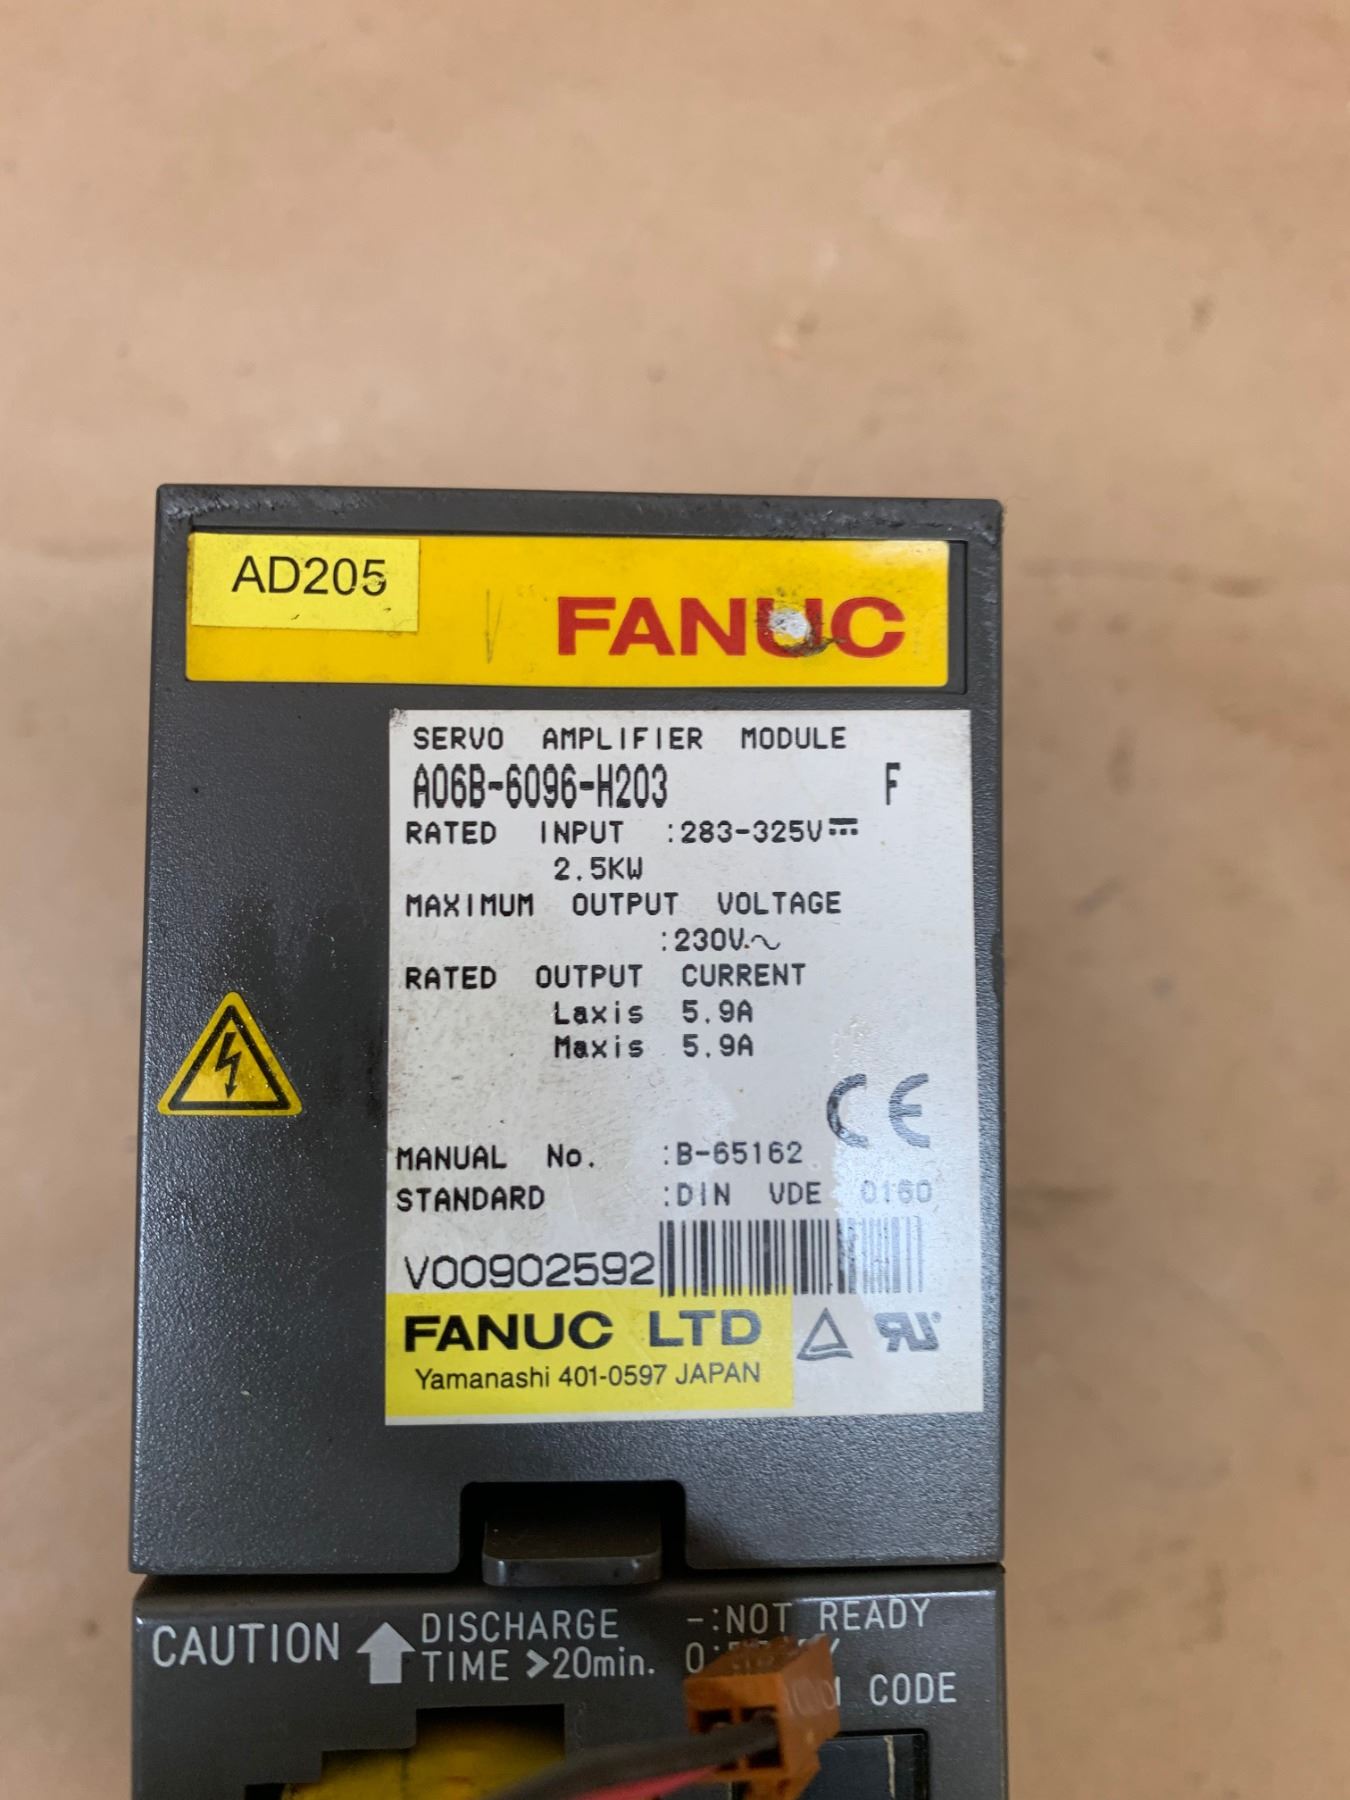 AD205
FANUC
SERVO AMPLIFIER MODULE
A06B-6096-H203 F
RATED INPUT :283-325V
2.5KW
MAXIMUM OUTPUT VOLTAGE
:230V~
RATED OUTPUT CURRENT
Laxis 5.9A
Maxis 5.9A
CE
MANUAL No. :B-65162
STANDARD :DIN VDE 0160
V00902592
FANUC LTD
Yamanashi 401-0597 JAPAN
CAUTION DISCHARGE -:NOT READY
TIME >20min. 0:
CODE